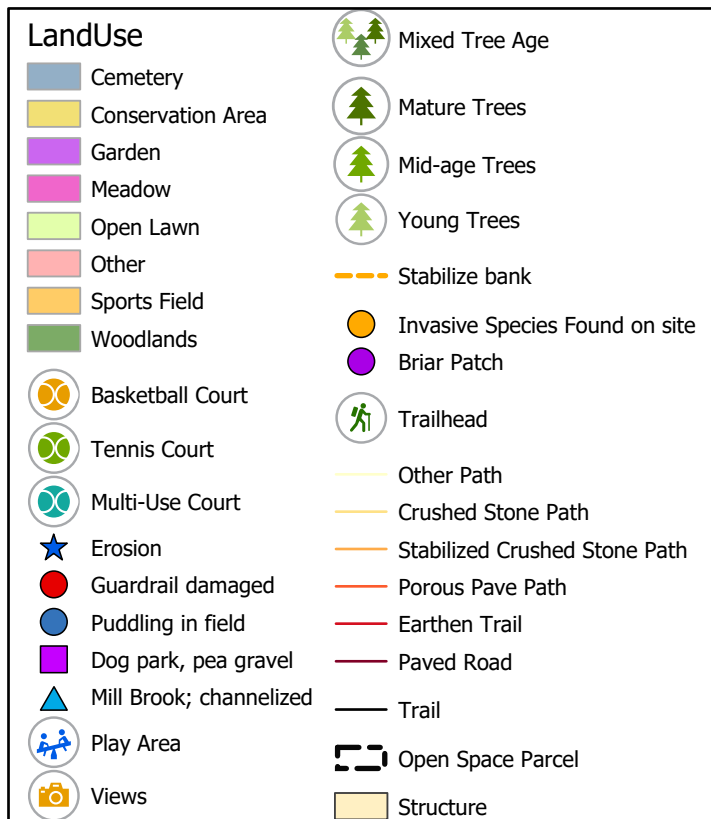 LandUse
Cemetery
Conservation Area
Garden
Meadow
Open Lawn
Other
Sports Field
Woodlands
Basketball Court
Tennis Court
Multi-Use Court
Erosion
Guardrail damaged
Puddling in field
Dog park, pea gravel
Mill Brook; channelized
Play Area
Views
Mixed Tree Age
Mature Trees
Mid-age Trees
Young Trees
Stabilize bank
Invasive Species Found on site
Briar Patch
Trailhead
Other Path
Crushed Stone Path
Stabilized Crushed Stone Path
Porous Pave Path
Earthen Trail
Paved Road
Trail
Open Space Parcel
Structure